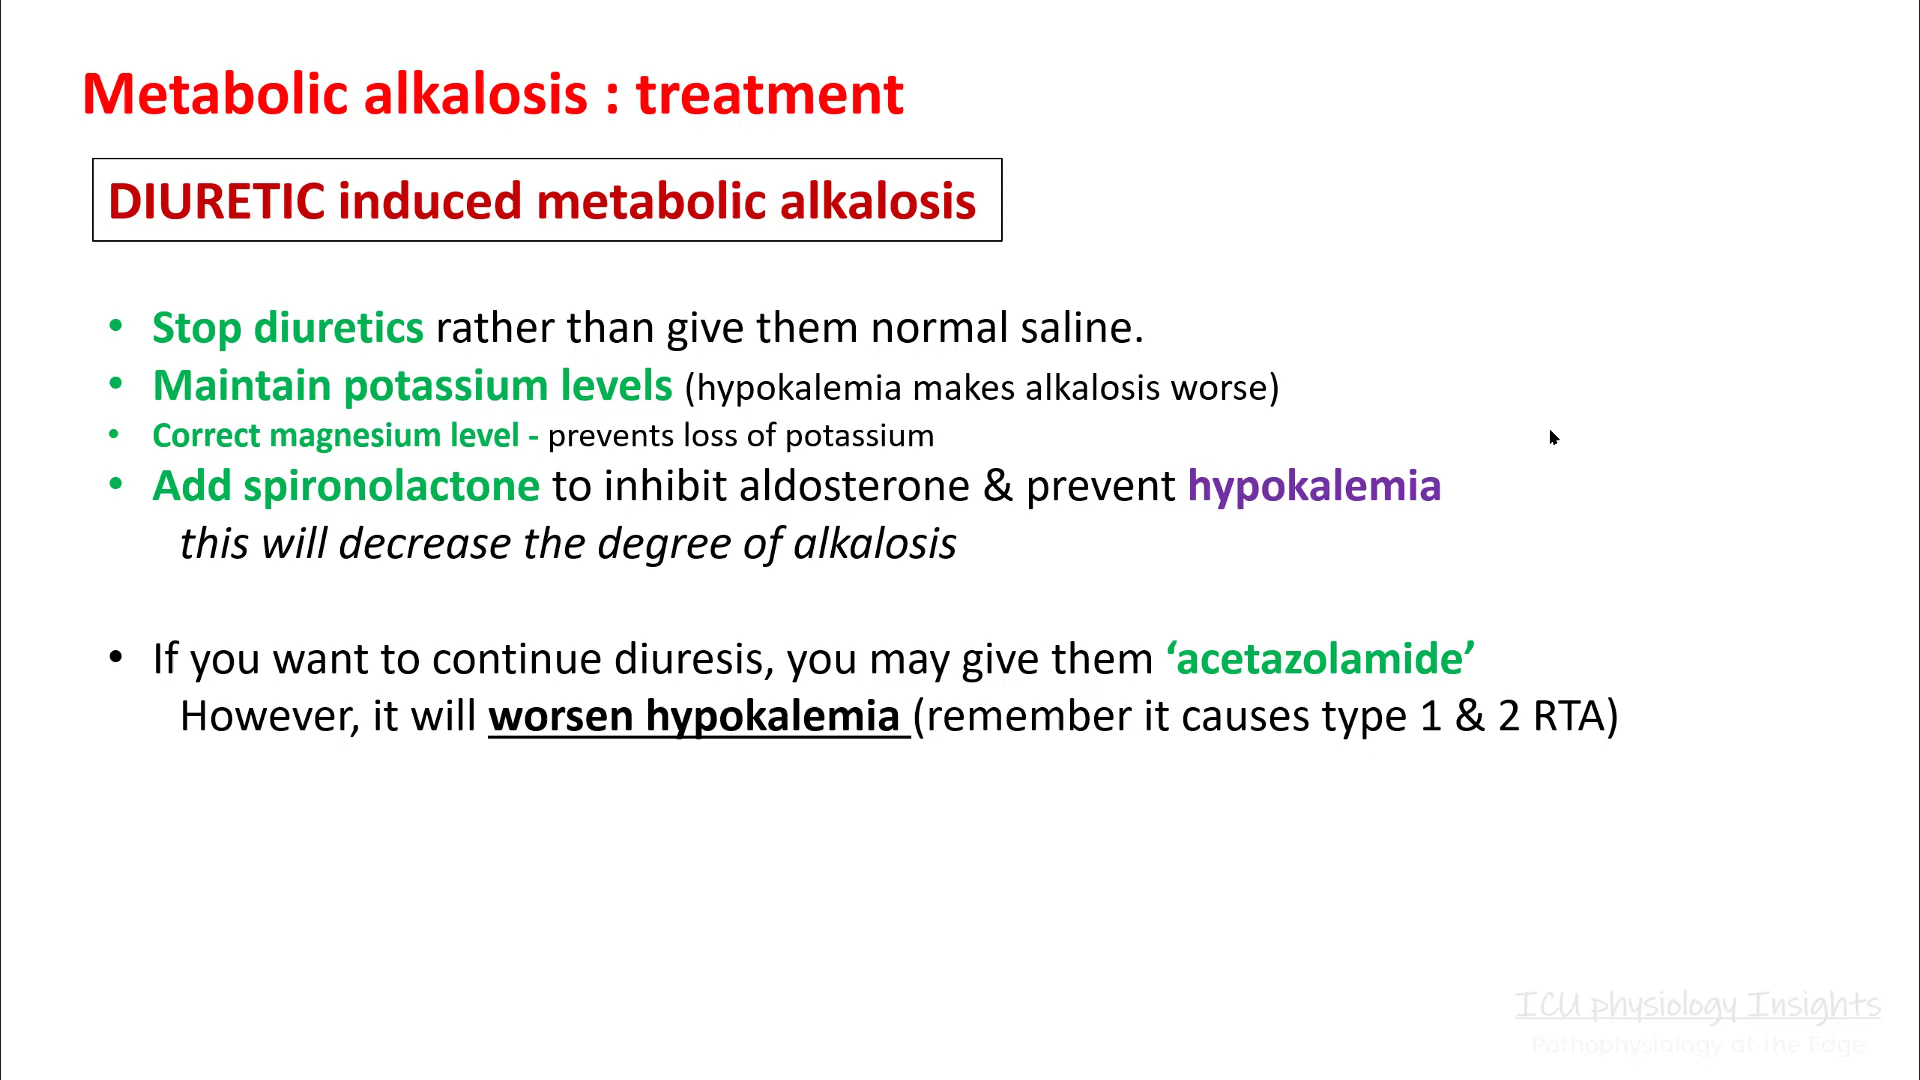 Metabolic alkalosis : treatment
DIURETIC induced metabolic alkalosis
• Stop diuretics rather than give them normal saline.
• Maintain potassium levels (hypokalemia makes alkalosis worse)
• Correct magnesium level - prevents loss of potassium
• Add spironolactone to inhibit aldosterone & prevent hypokalemia
this will decrease the degree of alkalosis
• If you want to continue diuresis, you may give them ‘acetazolamide’
However, it will worsen hypokalemia (remember it causes type 1 & 2 RTA)
ICU physiology Insights
Pathophysiology at the Edge